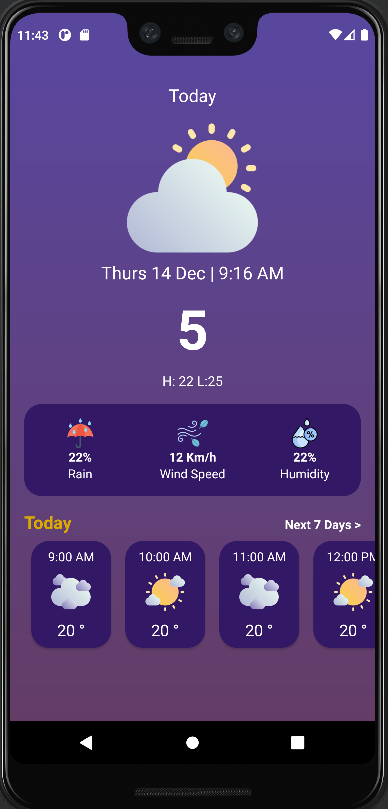 11:43
Today
Thurs 14 Dec | 9:16 AM
5
H: 22 L:25
22% 12 Km/h 22%
Rain Wind Speed Humidity
Today Next 7 Days >
9:00 AM 10:00 AM 11:00 AM 12:00 PM
20 ° 20 ° 20 ° 20 °